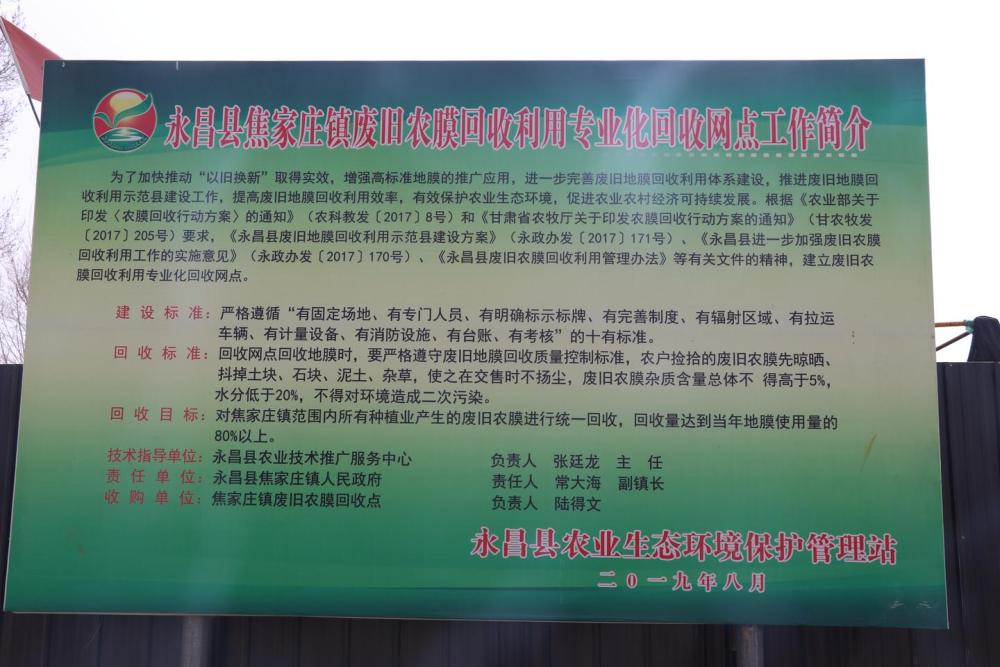 永昌县焦家庄镇废旧农膜回收利用专业化回收网点工作简介
为了加快推动“以旧换新”取得实效，增强高标准地膜的推广应用，进一步完善废旧地膜回收利用体系建设，推进废旧地膜回
收利用示范县建设工作，提高废旧地膜回收利用效率，有效保护农业生态环境，促进农业农村经济可持续发展。根据《农业部关于
印发〈农膜回收行动方案〉的通知》（农科教发〔2017〕8号）和《甘肃省农牧厅关于印发农膜回收行动方案的通知》（甘农牧发
〔2017〕205号）要求，《永昌县废旧地膜回收利用示范县建设方案》（永政办发〔2017〕171号）、《永昌县进一步加强废旧农膜
回收利用工作的实施意见》（永政办发〔2017〕170号）、《永昌县废旧农膜回收利用管理办法》等有关文件的精神，建立废旧农
膜回收利用专业化回收网点。
建设标准：严格遵循“有固定场地、有专门人员、有明确标示标牌、有完善制度、有辐射区域、有拉运
车辆、有计量设备、有消防设施、有台账、有考核”的十有标准。
回收标准：回收网点回收地膜时，要严格遵守废旧地膜回收质量控制标准，农户捡拾的废旧农膜先晾晒、
抖掉土块、石块、泥土、杂草，使之在交售时不扬尘，废旧农膜杂质含量总体不 得高于5%，
水分低于20%，不得对环境造成二次污染。
回收目标：对焦家庄镇范围内所有种植业产生的废旧农膜进行统一回收，回收量达到当年地膜使用量的
80%以上。
技术指导单位：永昌县农业技术推广服务中心 负责人 张廷龙 主 任
责任单位：永昌县焦家庄镇人民政府 责任人 常大海 副镇长
收购单位：焦家庄镇废旧农膜回收点 负责人 陆得文
永昌县农业生态环境保护管理站
二0一九年八月